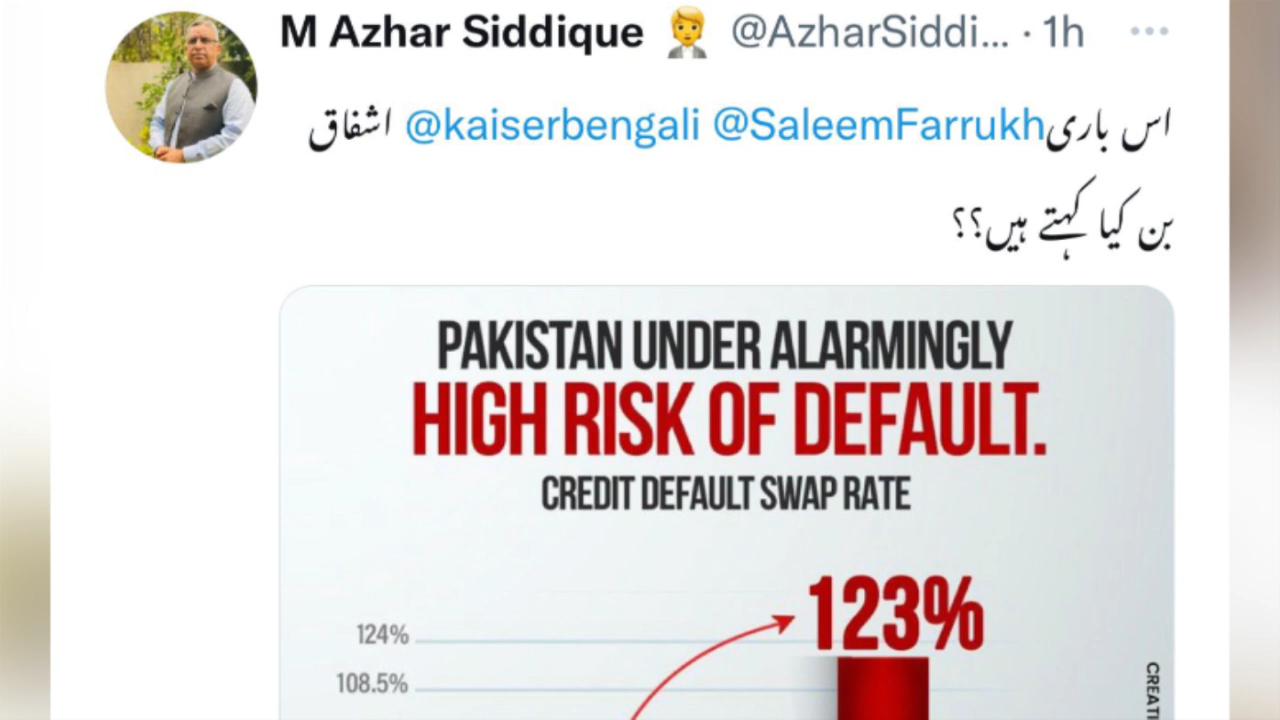 M Azhar Siddique @AzharSiddi... · 1h
اس باری @SaleemFarrukh @kaiserbengali اشفاق
بن کیا کہتے ہیں؟؟
PAKISTAN UNDER ALARMINGLY
HIGH RISK OF DEFAULT.
CREDIT DEFAULT SWAP RATE
123%
124%
108.5%
CREATI